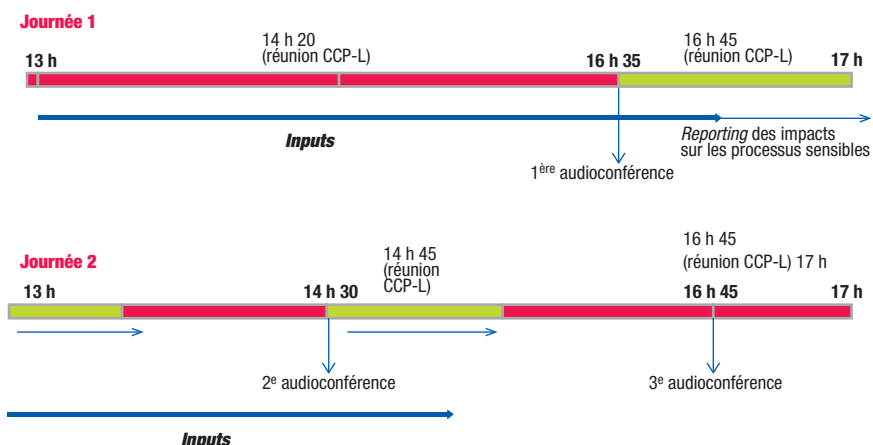 Journée 1
14 h 20
(réunion CCP-L)
16 h 45
(réunion CCP-L)
13 h
16 h 35
17 h
Inputs
Reporting des impacts
sur les processus sensibles
1ère audioconférence
Journée 2
14 h 45
(réunion
CCP-L)
16 h 45
(réunion CCP-L) 17 h
13 h
14 h 30
16 h 45
17 h
2e audioconférence
3e audioconférence
Inputs